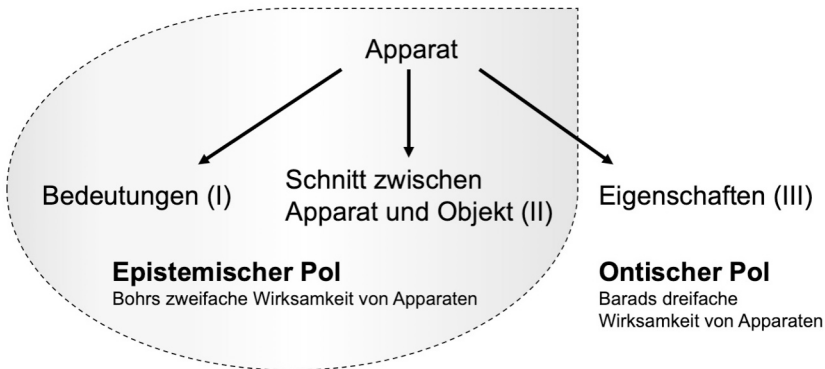 Apparat
Bedeutungen (I)
Schnitt zwischen
Apparat und Objekt (II)
Eigenschaften (III)
Epistemischer Pol
Bohrs zweifache Wirksamkeit von Apparaten
Ontischer Pol
Barads dreifache
Wirksamkeit von Apparaten